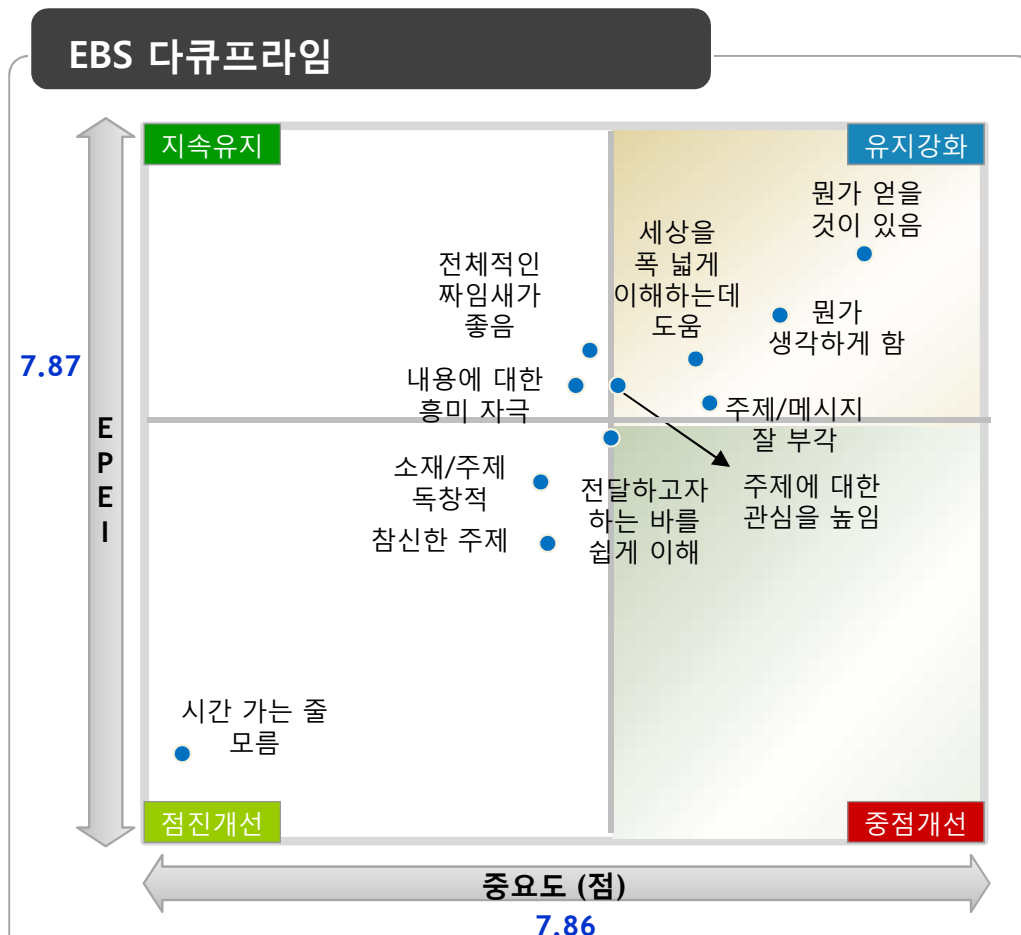 EBS 다큐프라임
지속유지
유지강화
뭔가 얻을
것이 있음
세상을
폭 넓게
이해하는데
도움
전체적인
짜임새가
좋음
뭔가
생각하게 함
7.87
내용에 대한
흥미 자극
주제/메시지
잘 부각
E
P
E
I
소재/주제
독창적
전달하고자
하는 바를
쉽게 이해
주제에 대한
관심을 높임
참신한 주제
시간 가는 줄
모름
점진개선
중점개선
중요도 (점)
7.86